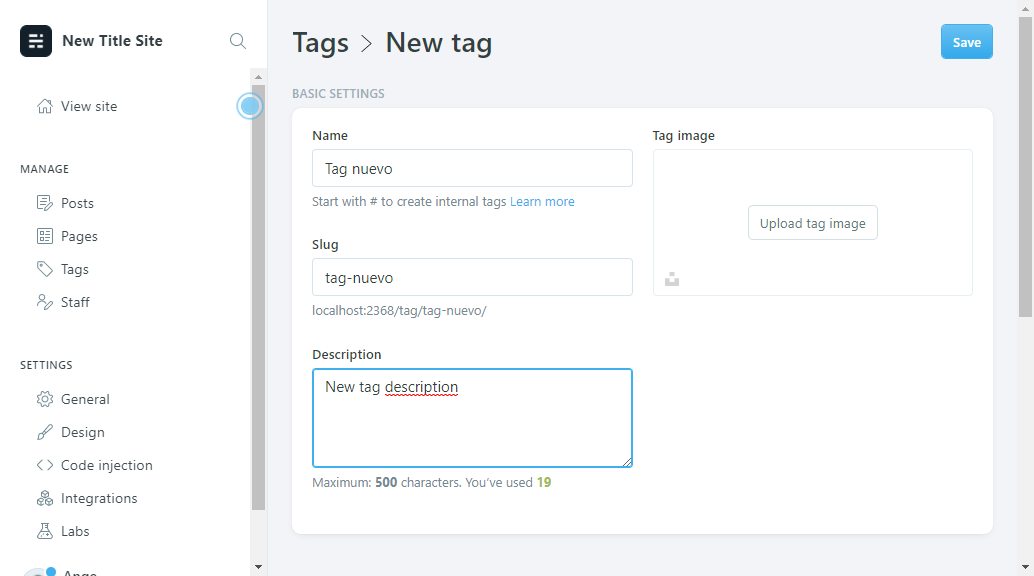 New Title Site
View site
MANAGE
Posts
Pages
Tags
Staff
SETTINGS
General
Design
Code injection
Integrations
Labs
Tags > New tag
Save
BASIC SETTINGS
Name
Tag nuevo
Start with # to create internal tags Learn more
Slug
tag-nuevo
localhost:2368/tag/tag-nuevo/
Description
New tag description
Maximum: 500 characters. You've used 19
Tag image
Upload tag image